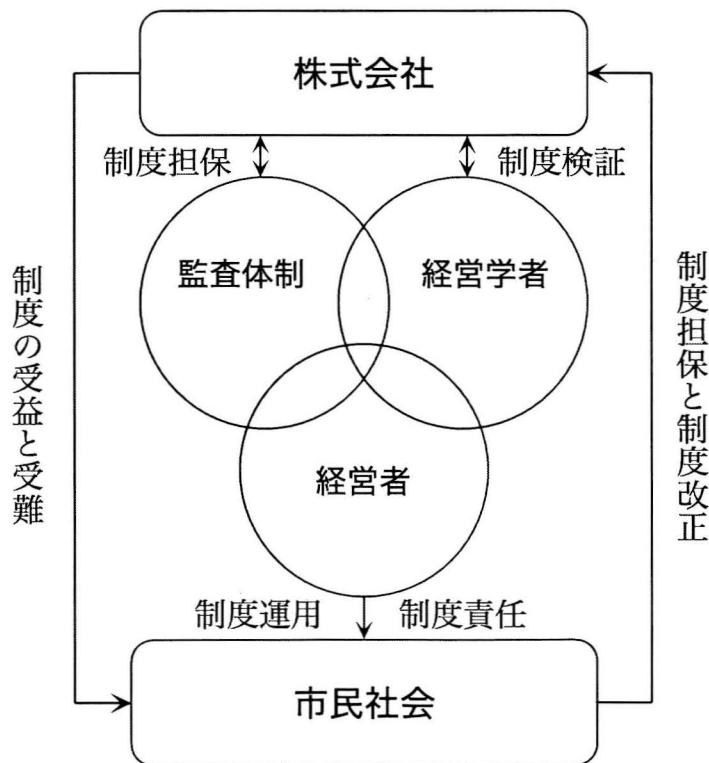 株式会社
制度担保
制度検証
監査体制
経営学者
制度の受益と受難
制度担保と制度改正
経営者
制度運用
制度責任
市民社会